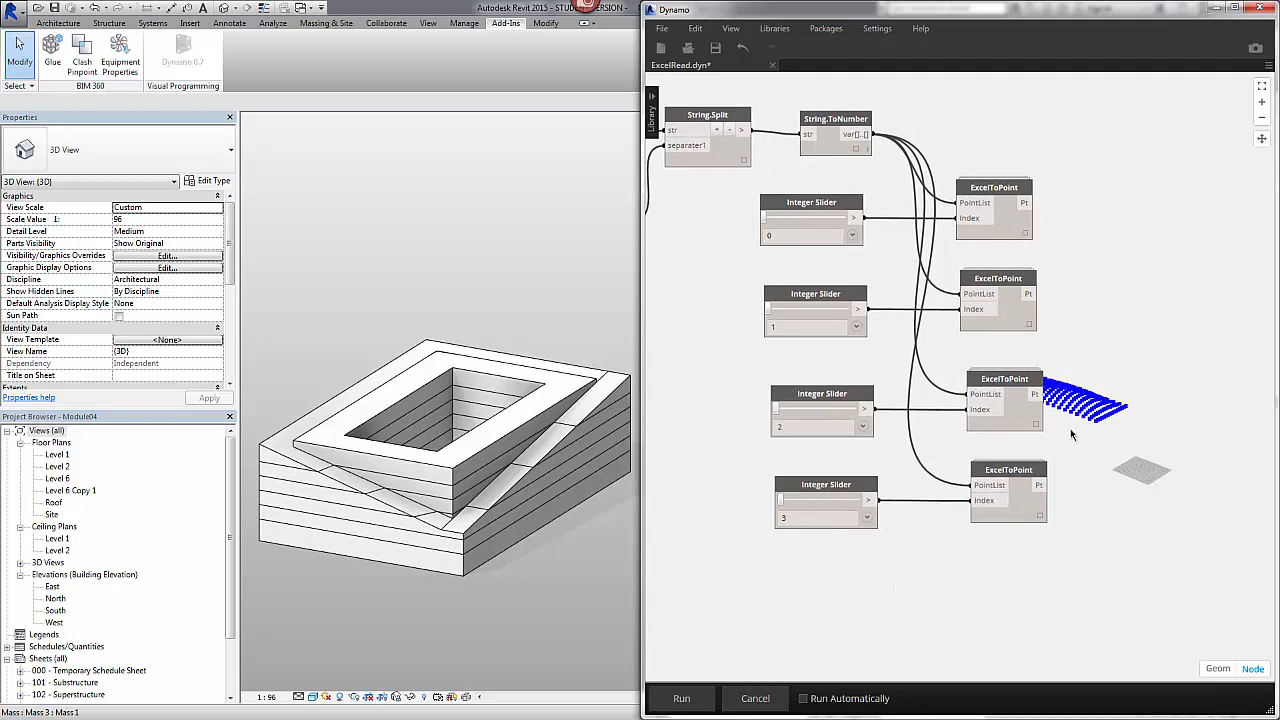 Autodesk Revit 2015 - STUDENT VERSION -
Architecture Structure Systems Insert Annotate Analyze Massing & Site Collaborate View Manage Add-Ins Modify
Modify
Glue
Clash Pinpoint
Equipment Properties
Dynamo 0.7
Select
BIM 360
Visual Programming
Properties
3D View
3D View: {3D}
Edit Type
Graphics
View Scale Custom
Scale Value 1: 96
Detail Level Medium
Parts Visibility Show Original
Visibility/Graphics Overrides Edit...
Graphic Display Options Edit...
Discipline Architectural
Show Hidden Lines By Discipline
Default Analysis Display Style None
Sun Path
Identity Data
View Template <None>
View Name {3D}
Dependency Independent
Title on Sheet
Extents
Properties help
Apply
Project Browser - Module04
Views (all)
Floor Plans
Level 1
Level 2
Level 6
Level 6 Copy 1
Roof
Site
Ceiling Plans
Level 1
Level 2
3D Views
Elevations (Building Elevation)
East
North
South
West
Legends
Schedules/Quantities
Sheets (all)
000 - Temporary Schedule Sheet
101 - Substructure
102 - Superstructure
1 : 96
Mass : Mass 3 : Mass 1
Dynamo
File Edit View Libraries Packages Settings Help
ExcelRead.dyn*
Library
String.Split
str + - >
separater1
String.ToNumber
str var[]..[]
Integer Slider
>
0
ExcelToPoint
PointList Pt
Index
Integer Slider
>
1
ExcelToPoint
PointList Pt
Index
Integer Slider
>
2
ExcelToPoint
PointList Pt
Index
Integer Slider
>
3
ExcelToPoint
PointList Pt
Index
Geom Node
Run Cancel Run Automatically